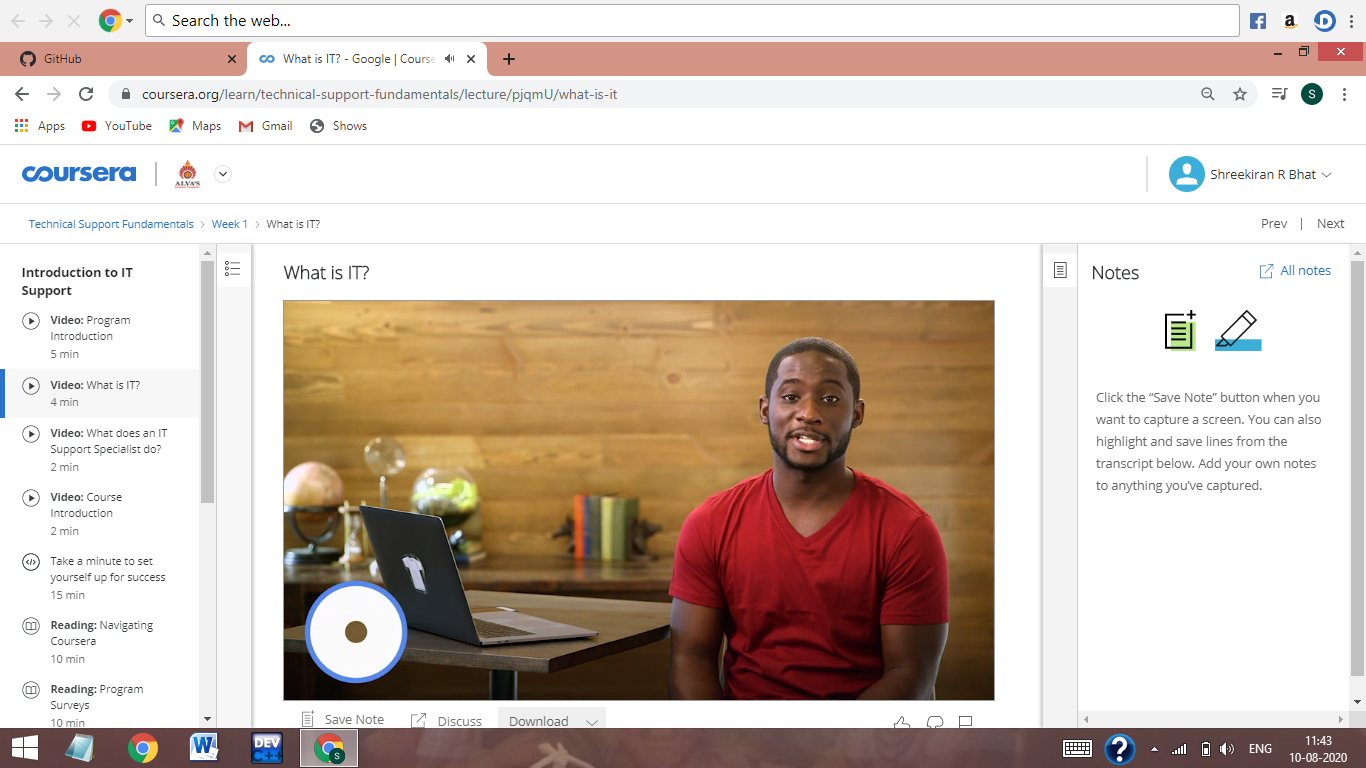 Search the web...
GitHub
What is IT? - Google | Course
coursera.org/learn/technical-support-fundamentals/lecture/pjqmU/what-is-it
S
Apps
YouTube
Maps
Gmail
Shows
coursera
ALVA'S
Shreekiran R Bhat
Technical Support Fundamentals > Week 1 > What is IT?
Prev | Next
Introduction to IT
Support
Video: Program
Introduction
5 min
Video: What is IT?
4 min
Video: What does an IT
Support Specialist do?
2 min
Video: Course
Introduction
2 min
Take a minute to set
yourself up for success
15 min
Reading: Navigating
Coursera
10 min
Reading: Program
Surveys
10 min
What is IT?
Save Note
Discuss
Download
Notes
All notes
Click the “Save Note” button when you
want to capture a screen. You can also
highlight and save lines from the
transcript below. Add your own notes
to anything you’ve captured.
W
DEV
C++
S
?
ENG
11:43
10-08-2020